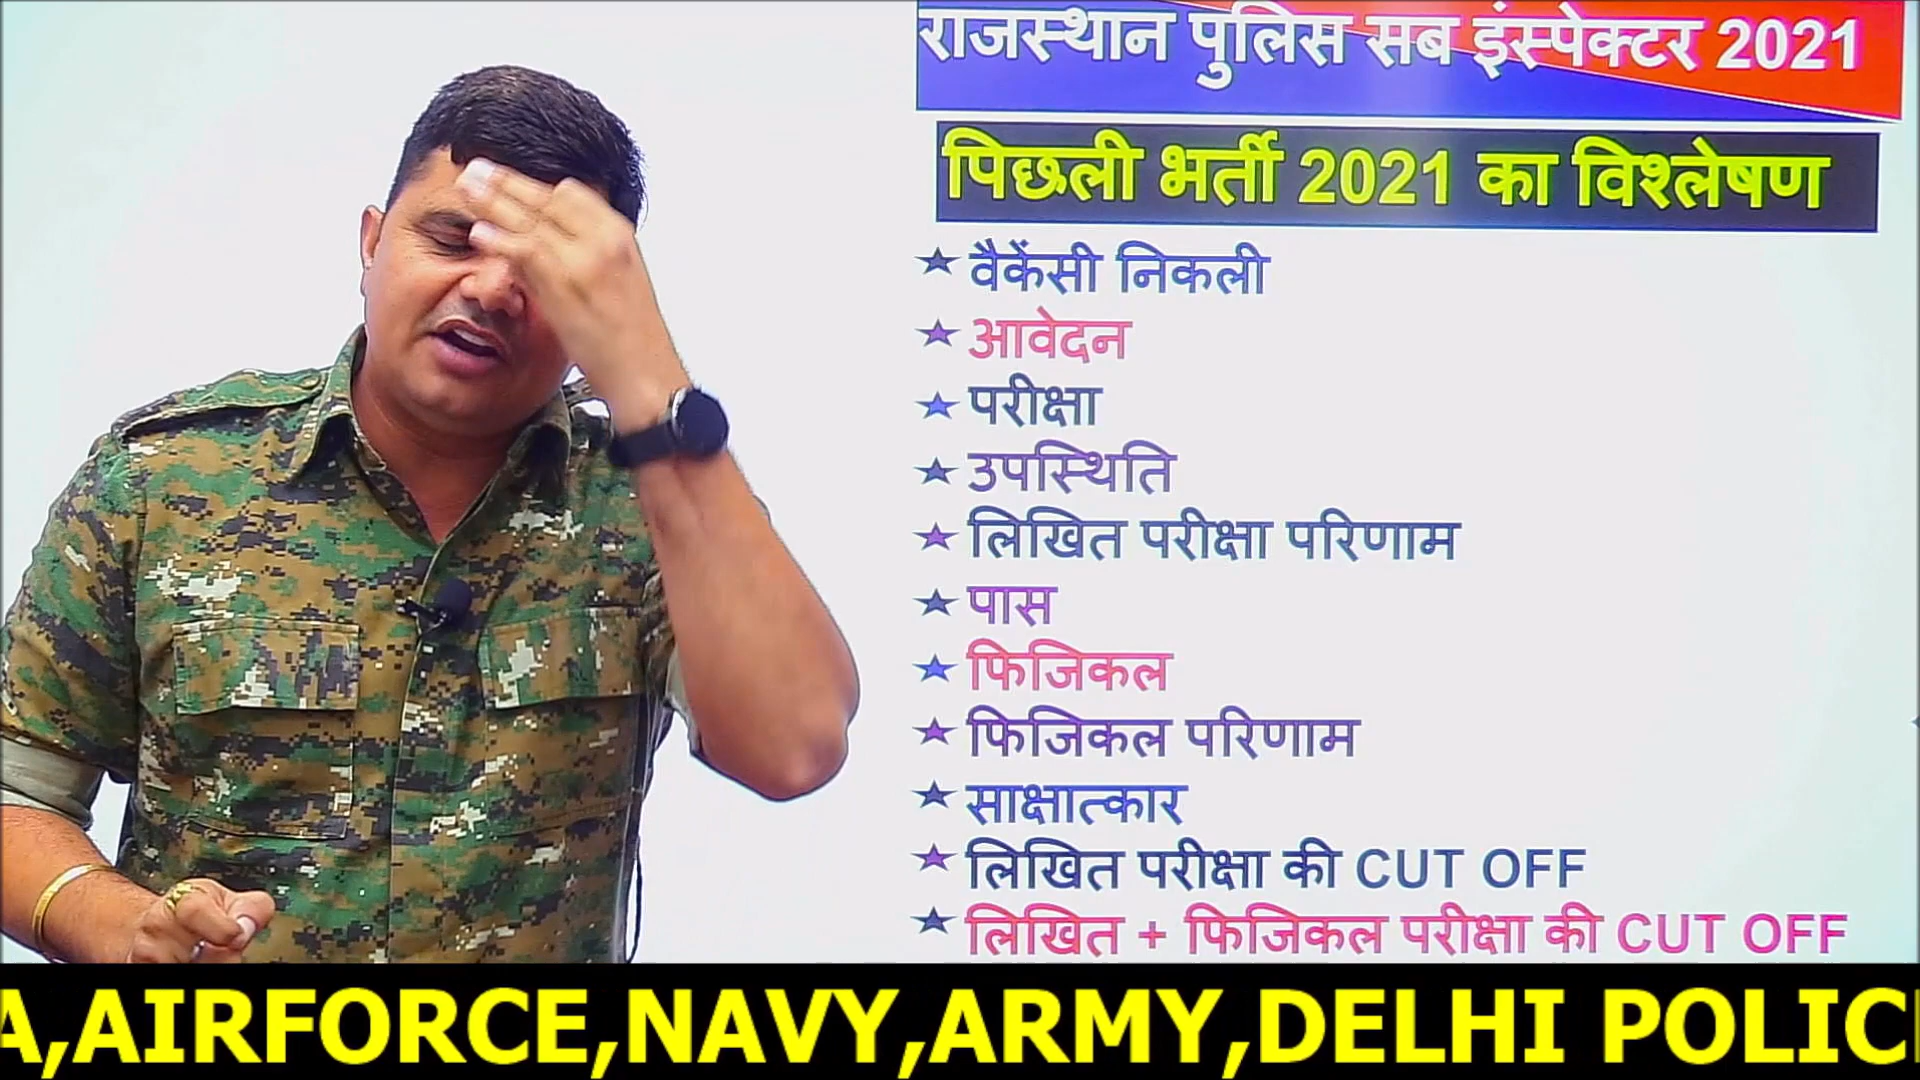 राजस्थान पुलिस सब इंस्पेक्टर 2021
पिछली भर्ती 2021 का विश्लेषण
वैकेंसी निकली
आवेदन
परीक्षा
उपस्थिति
लिखित परीक्षा परिणाम
पास
फिजिकल
फिजिकल परिणाम
साक्षात्कार
लिखित परीक्षा की CUT OFF
लिखित + फिजिकल परीक्षा की CUT OFF
A,AIRFORCE,NAVY,ARMY,DELHI POLIC